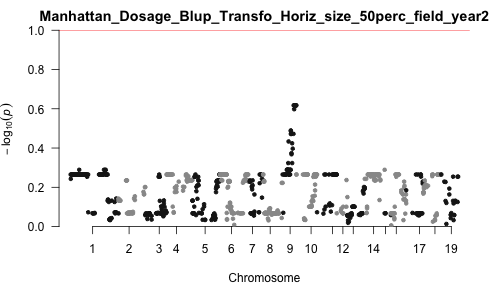 Manhattan_Dosage_Blup_Transfo_Horiz_size_50perc_field_year2
1.0
0.8
0.6
0.4
0.2
0.0
− log10(p)
1 2 3 4 5 6 7 8 9 10 12 14 17 19
Chromosome